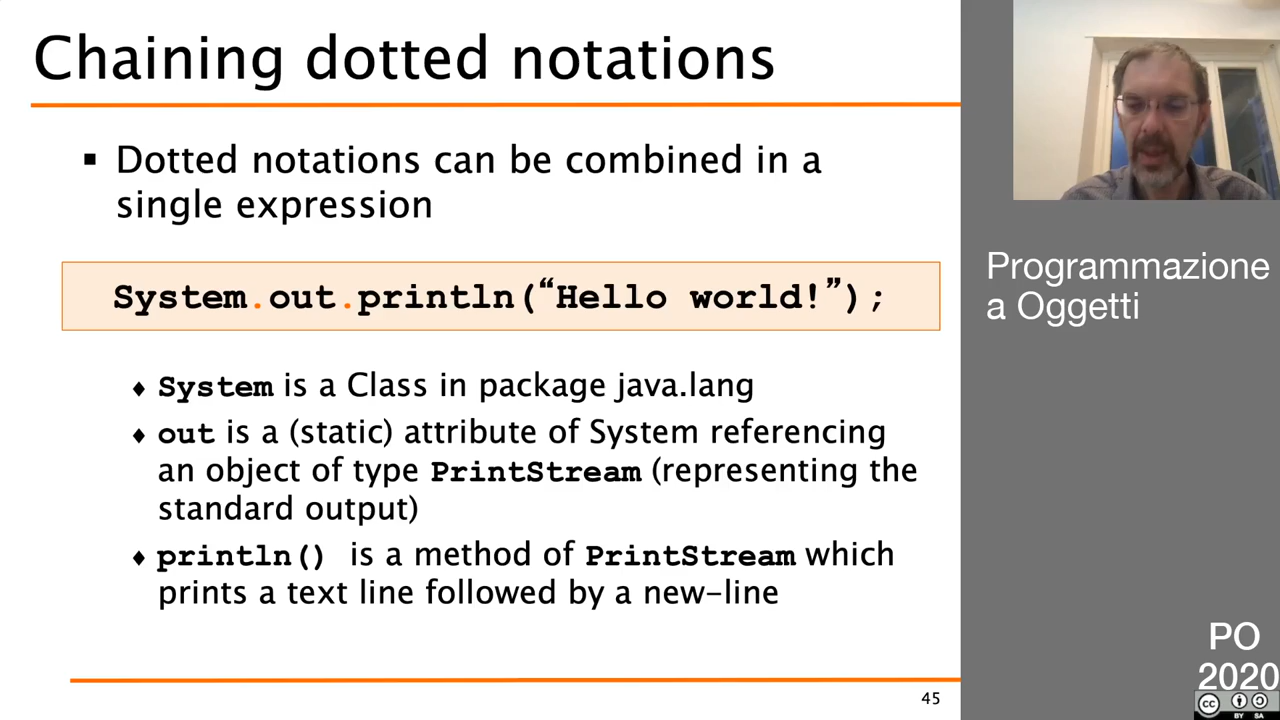 Chaining dotted notations
▪ Dotted notations can be combined in a
single expression
System.out.println(“Hello world!”);
♦ System is a Class in package java.lang
♦ out is a (static) attribute of System referencing
an object of type PrintStream (representing the
standard output)
♦ println() is a method of PrintStream which
prints a text line followed by a new-line
45
Programmazione
a Oggetti
PO
2020
cc
BY SA